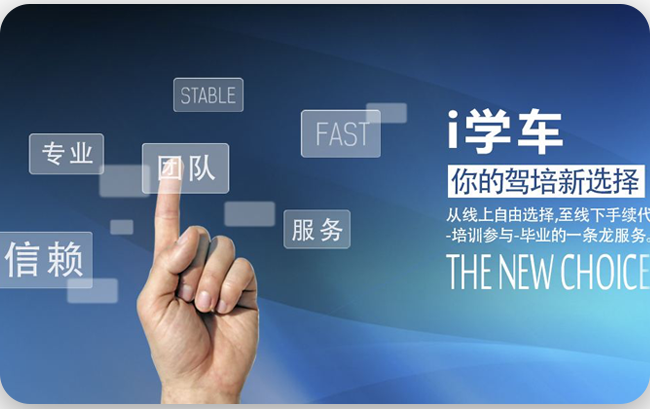 STABLE
FAST
专业
团队
服务
信赖
i学车
你的驾培新选择
从线上自由选择,至线下手续代
-培训参与-毕业的一条龙服务。
THE NEW CHOICE